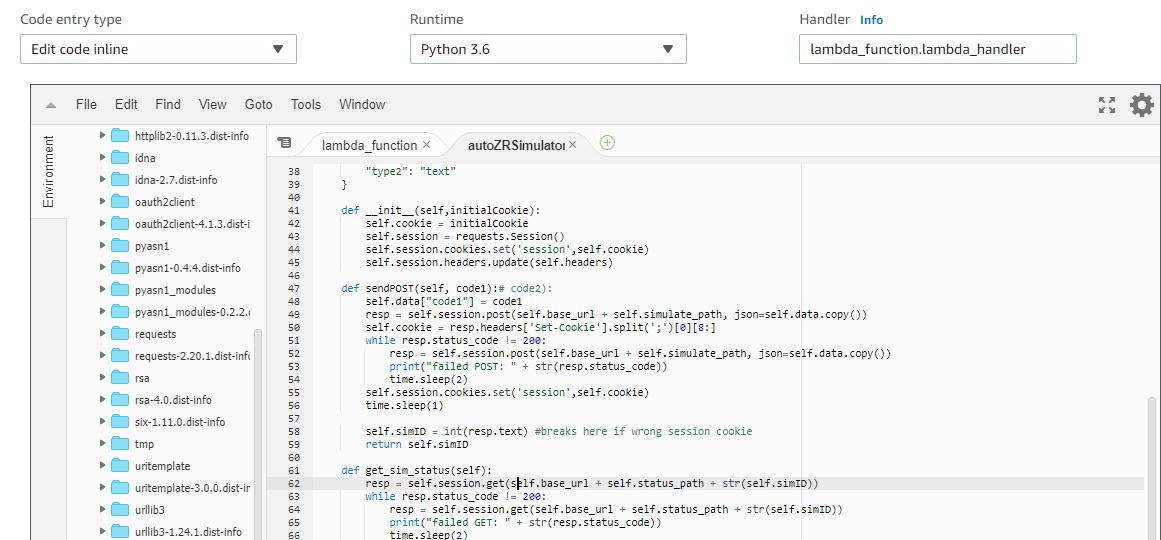 Code entry type
Runtime
Handler Info
Edit code inline
Python 3.6
lambda_function.lambda_handler
File Edit Find View Goto Tools Window
Environment
httplib2-0.11.3.dist-info
idna
idna-2.7.dist-info
oauth2client
oauth2client-4.1.3.dist-i
pyasn1
pyasn1-0.4.4.dist-info
pyasn1_modules
pyasn1_modules-0.2.2.
requests
requests-2.20.1.dist-info
rsa
rsa-4.0.dist-info
six-1.11.0.dist-info
tmp
uritemplate
uritemplate-3.0.0.dist-ir
urllib3
urllib3-1.24.1.dist-info
lambda_function
autoZRSimulator
38 "type2": "text"
39 }
40
41 def __init__(self,initialCookie):
42 self.cookie = initialCookie
43 self.session = requests.Session()
44 self.session.cookies.set('session',self.cookie)
45 self.session.headers.update(self.headers)
46
47 def sendPOST(self, code1):# code2):
48 self.data["code1"] = code1
49 resp = self.session.post(self.base_url + self.simulate_path, json=self.data.copy())
50 self.cookie = resp.headers['Set-Cookie'].split(';')[0][8:]
51 while resp.status_code != 200:
52 resp = self.session.post(self.base_url + self.simulate_path, json=self.data.copy())
53 print("failed POST: " + str(resp.status_code))
54 time.sleep(2)
55 self.session.cookies.set('session',self.cookie)
56 time.sleep(1)
57
58 self.simID = int(resp.text) #breaks here if wrong session cookie
59 return self.simID
60
61 def get_sim_status(self):
62 resp = self.session.get(self.base_url + self.status_path + str(self.simID))
63 while resp.status_code != 200:
64 resp = self.session.get(self.base_url + self.status_path + str(self.simID))
65 print("failed GET: " + str(resp.status_code))
66 time.sleep(2)